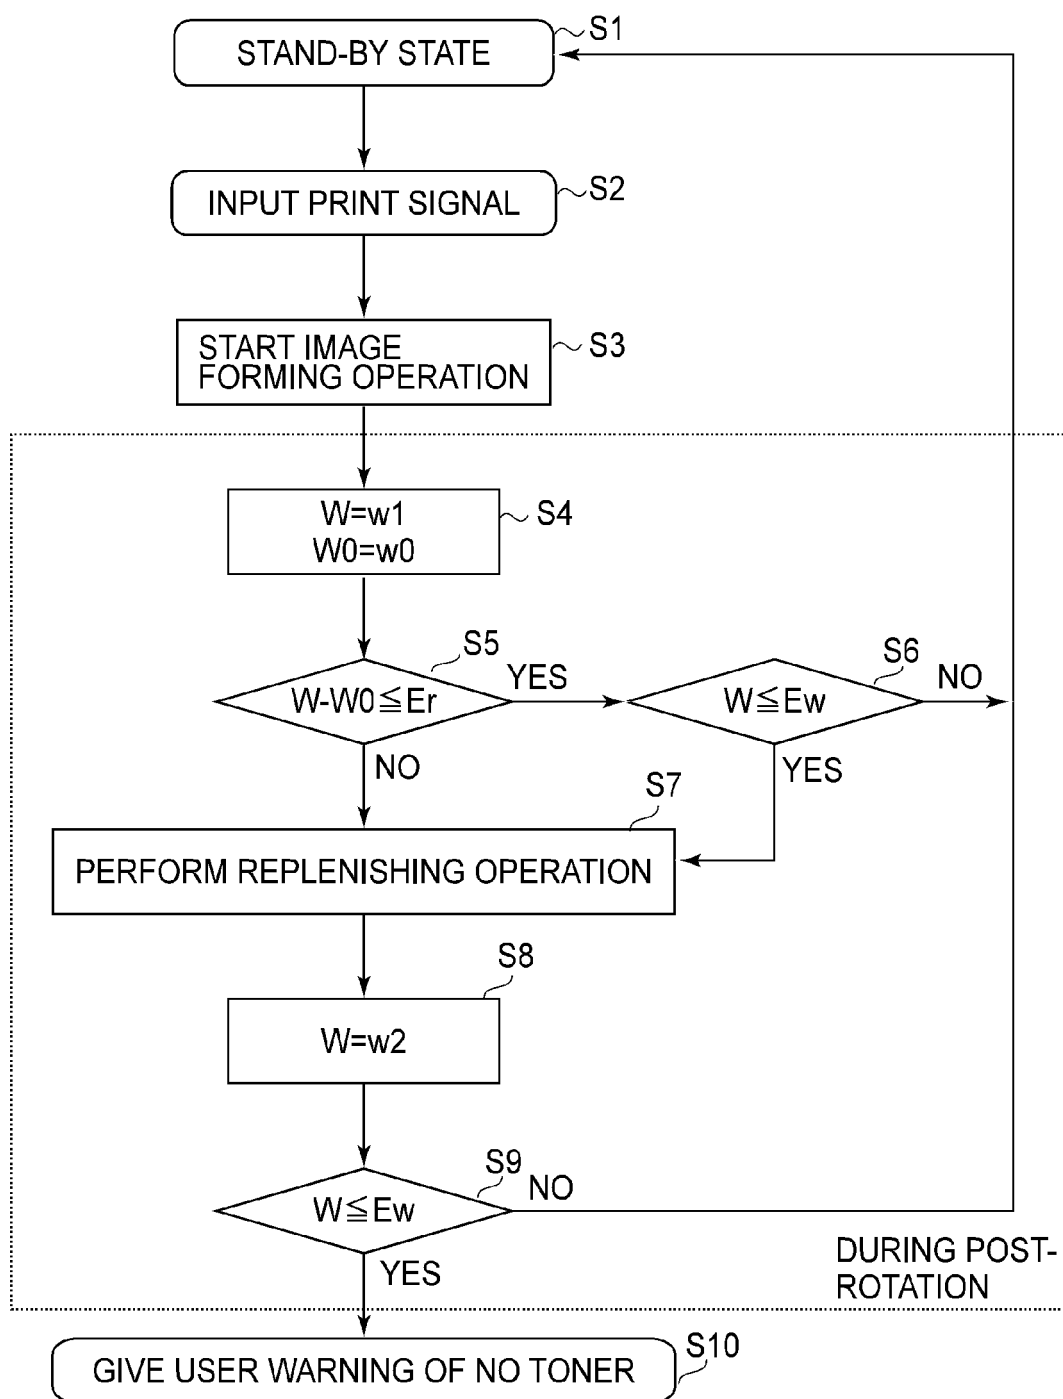 STAND-BY STATE
S1
INPUT PRINT SIGNAL
S2
START IMAGE
FORMING OPERATION
S3
W=w1
W0=w0
S4
W-W0≦Er
S5
YES
NO
W≦Ew
S6
NO
YES
PERFORM REPLENISHING OPERATION
S7
W=w2
S8
W≦Ew
S9
NO
YES
DURING POST-
ROTATION
GIVE USER WARNING OF NO TONER
S10